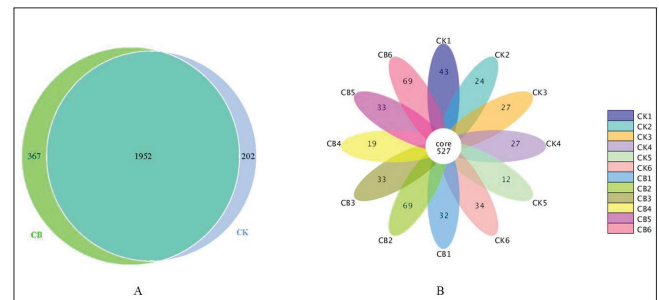 367
1952
202
CB
CK
A
CK1
CK2
CK3
CK4
CK5
CK6
CB1
CB2
CB3
CB4
CB5
CB6
43
24
27
27
12
34
32
69
33
19
33
69
core
527
B
CK1
CK2
CK3
CK4
CK5
CK6
CB1
CB2
CB3
CB4
CB5
CB6